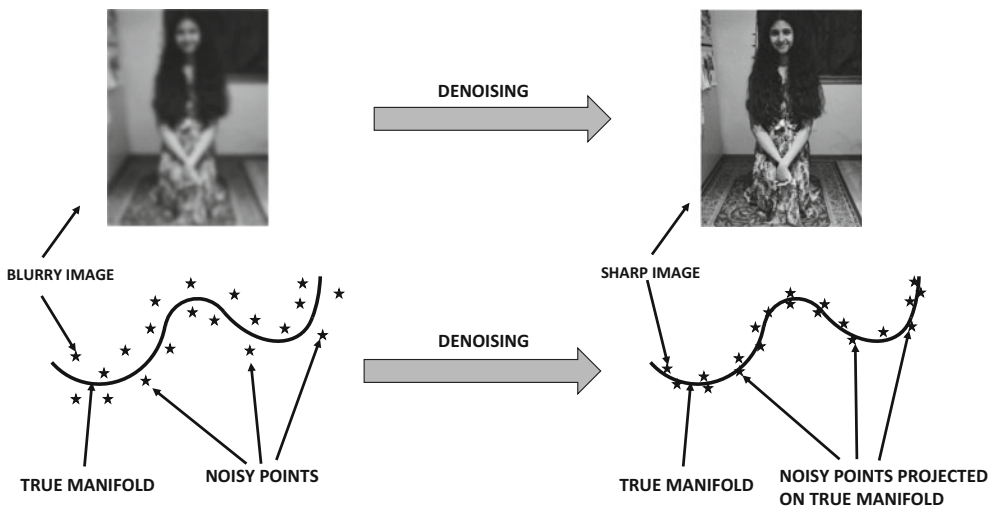 DENOISING
BLURRY IMAGE
SHARP IMAGE
DENOISING
TRUE MANIFOLD
NOISY POINTS
TRUE MANIFOLD
NOISY POINTS PROJECTED
ON TRUE MANIFOLD